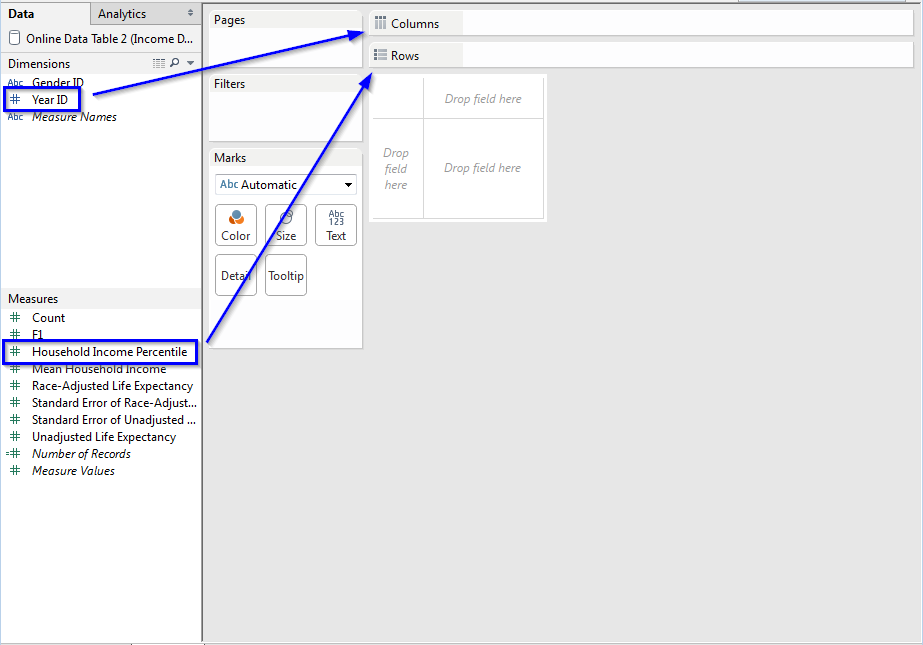 Data
Analytics
Online Data Table 2 (Income D...
Dimensions
Abc Gender ID
# Year ID
Abc Measure Names
Measures
# Count
# F1
# Household Income Percentile
# Mean Household Income
# Race-Adjusted Life Expectancy
# Standard Error of Race-Adjust...
# Standard Error of Unadjusted ...
# Unadjusted Life Expectancy
=# Number of Records
# Measure Values
Pages
Filters
Marks
Abc Automatic
Color
Size
Abc
123
Text
Detail
Tooltip
Columns
Rows
Drop field here
Drop
field
here
Drop field here